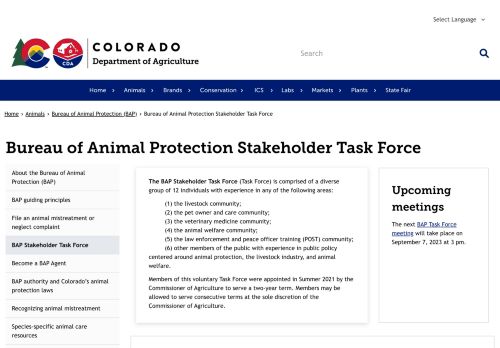 Select Language
CO
CDA
COLORADO
Department of Agriculture
Search
Home Animals Brands Conservation ICS Labs Markets Plants State Fair
Home › Animals › Bureau of Animal Protection (BAP) › Bureau of Animal Protection Stakeholder Task Force
Bureau of Animal Protection Stakeholder Task Force
About the Bureau of Animal
Protection (BAP)
BAP guiding principles
File an animal mistreatment or
neglect complaint
BAP Stakeholder Task Force
Become a BAP Agent
BAP authority and Colorado's animal
protection laws
Recognizing animal mistreatment
Species-specific animal care
resources
The BAP Stakeholder Task Force (Task Force) is comprised of a diverse
group of 12 individuals with experience in any of the following areas:
(1) the livestock community;
(2) the pet owner and care community;
(3) the veterinary medicine community;
(4) the animal welfare community;
(5) the law enforcement and peace officer training (POST) community;
(6) other members of the public with experience in public policy
centered around animal protection, the livestock industry, and animal
welfare.
Members of this voluntary Task Force were appointed in Summer 2021 by the
Commissioner of Agriculture to serve a two-year term. Members may be
allowed to serve consecutive terms at the sole discretion of the
Commissioner of Agriculture.
Upcoming
meetings
The next BAP Task Force
meeting will take place on
September 7, 2023 at 3 pm.